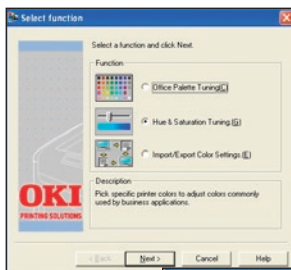 Select function
Select a function and click Next.
Function
Office Palette Tuning(C)
Hue & Saturation Tuning.(G)
Import/Export Color Settings.(E)
OKI
PRINTING SOLUTIONS
Description
Pick specific printer colors to adjust colors commonly
used by business applications.
< Back
Next >
Cancel
Help